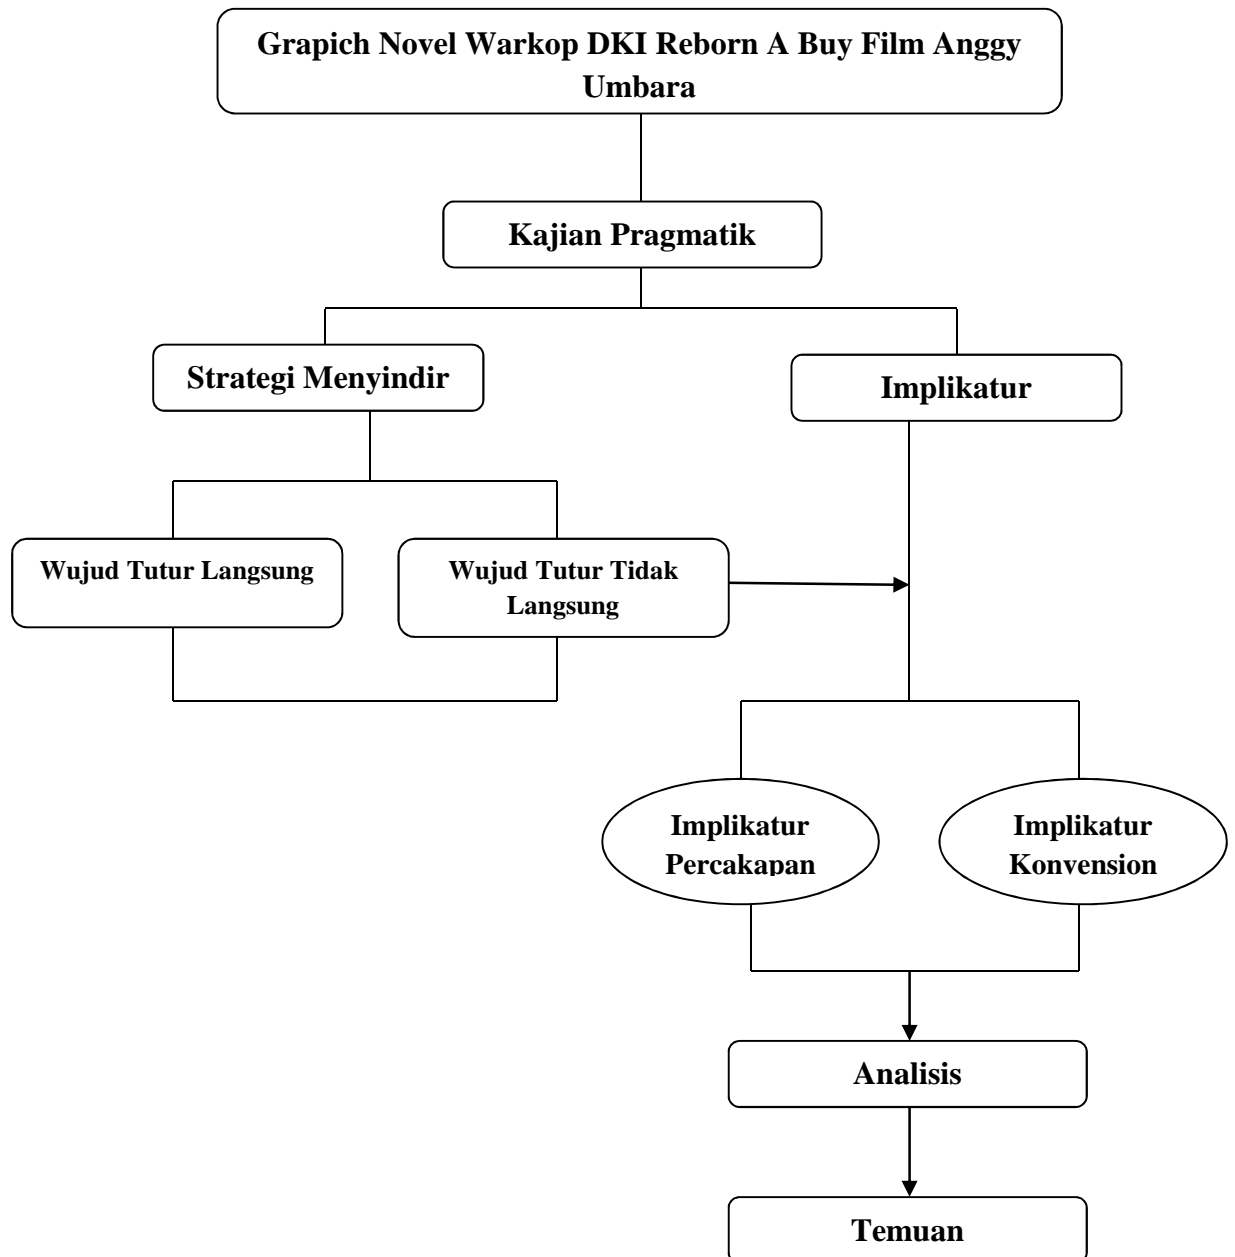 Grapich Novel Warkop DKI Reborn A Buy Film Anggy
Umbara
Kajian Pragmatik
Strategi Menyindir
Implikatur
Wujud Tutur Langsung
Wujud Tutur Tidak
Langsung
Implikatur
Percakapan
Implikatur
Konvension
Analisis
Temuan